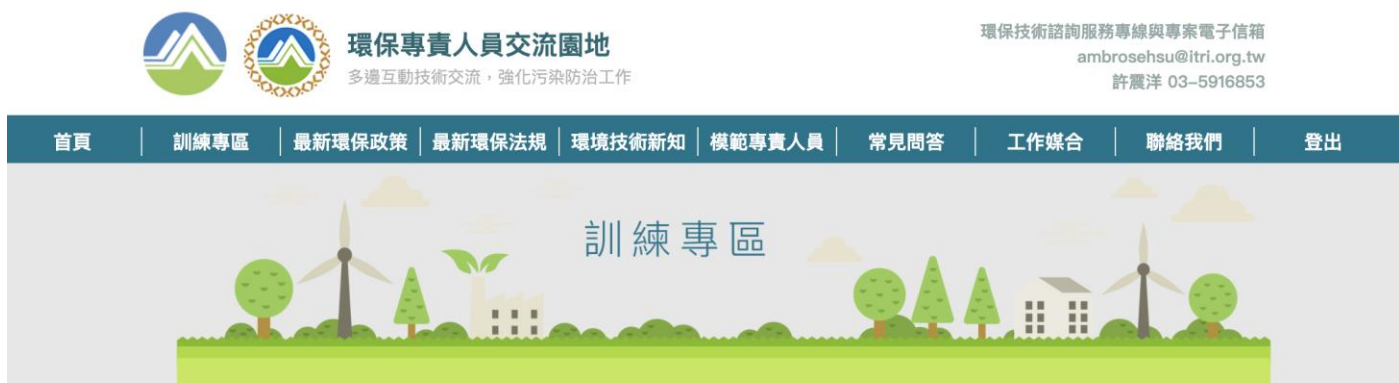 環保專責人員交流園地
多邊互動技術交流，強化污染防治工作
環保技術諮詢服務專線與專案電子信箱
ambrosehsu@itri.org.tw
許震洋 03-5916853
首頁 訓練專區 最新環保政策 最新環保法規 環境技術新知 模範專責人員 常見問答 工作媒合 聯絡我們 登出
訓練專區